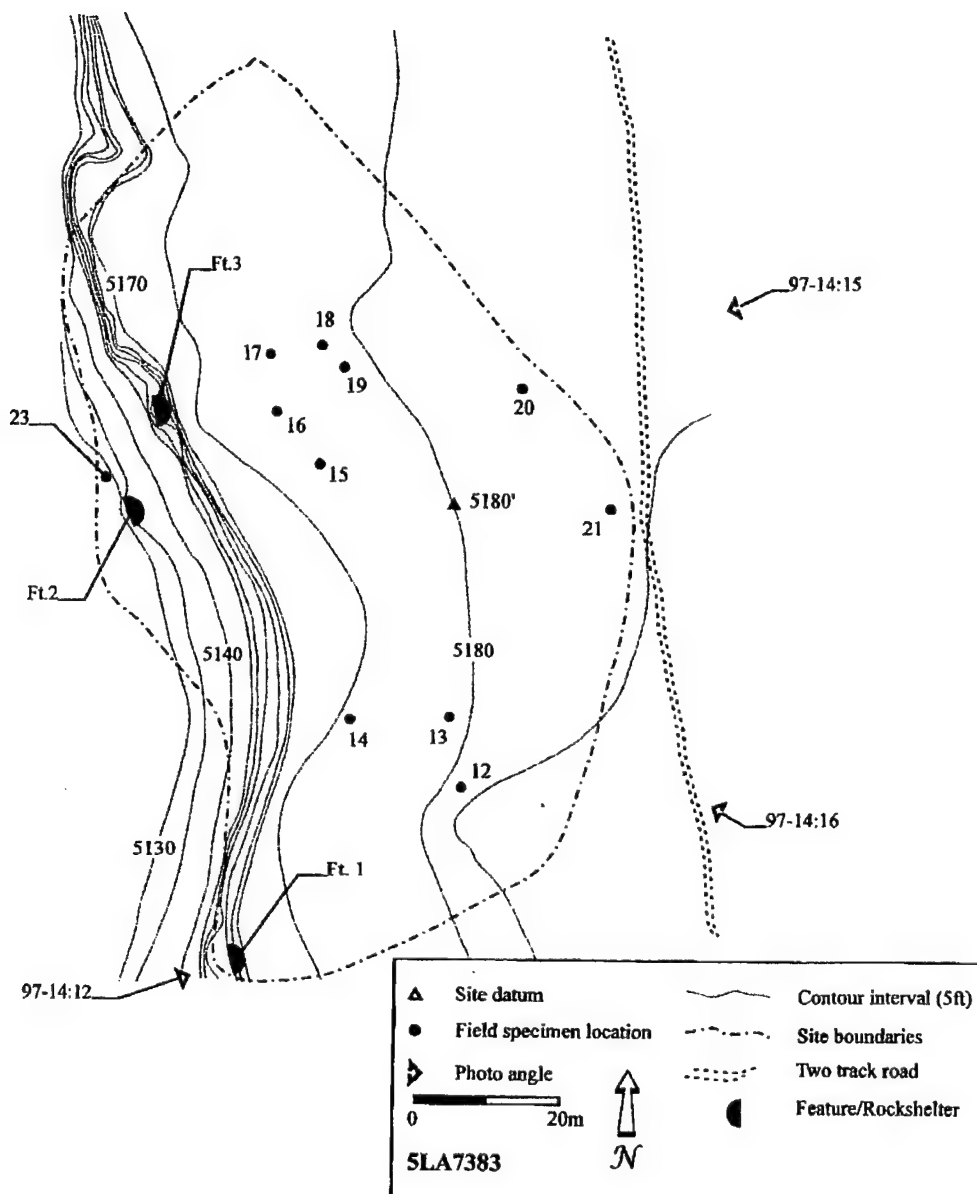 5170
Ft.3
97-14:15
18
17
19
20
16
23
15
5180'
21
Ft.2
5140
5180
14
13
12
5130
97-14:16
Ft. 1
97-14:12
Site datum
Field specimen location
Photo angle
0 20m
5LA7383
N
Contour interval (5ft)
Site boundaries
Two track road
Feature/Rockshelter